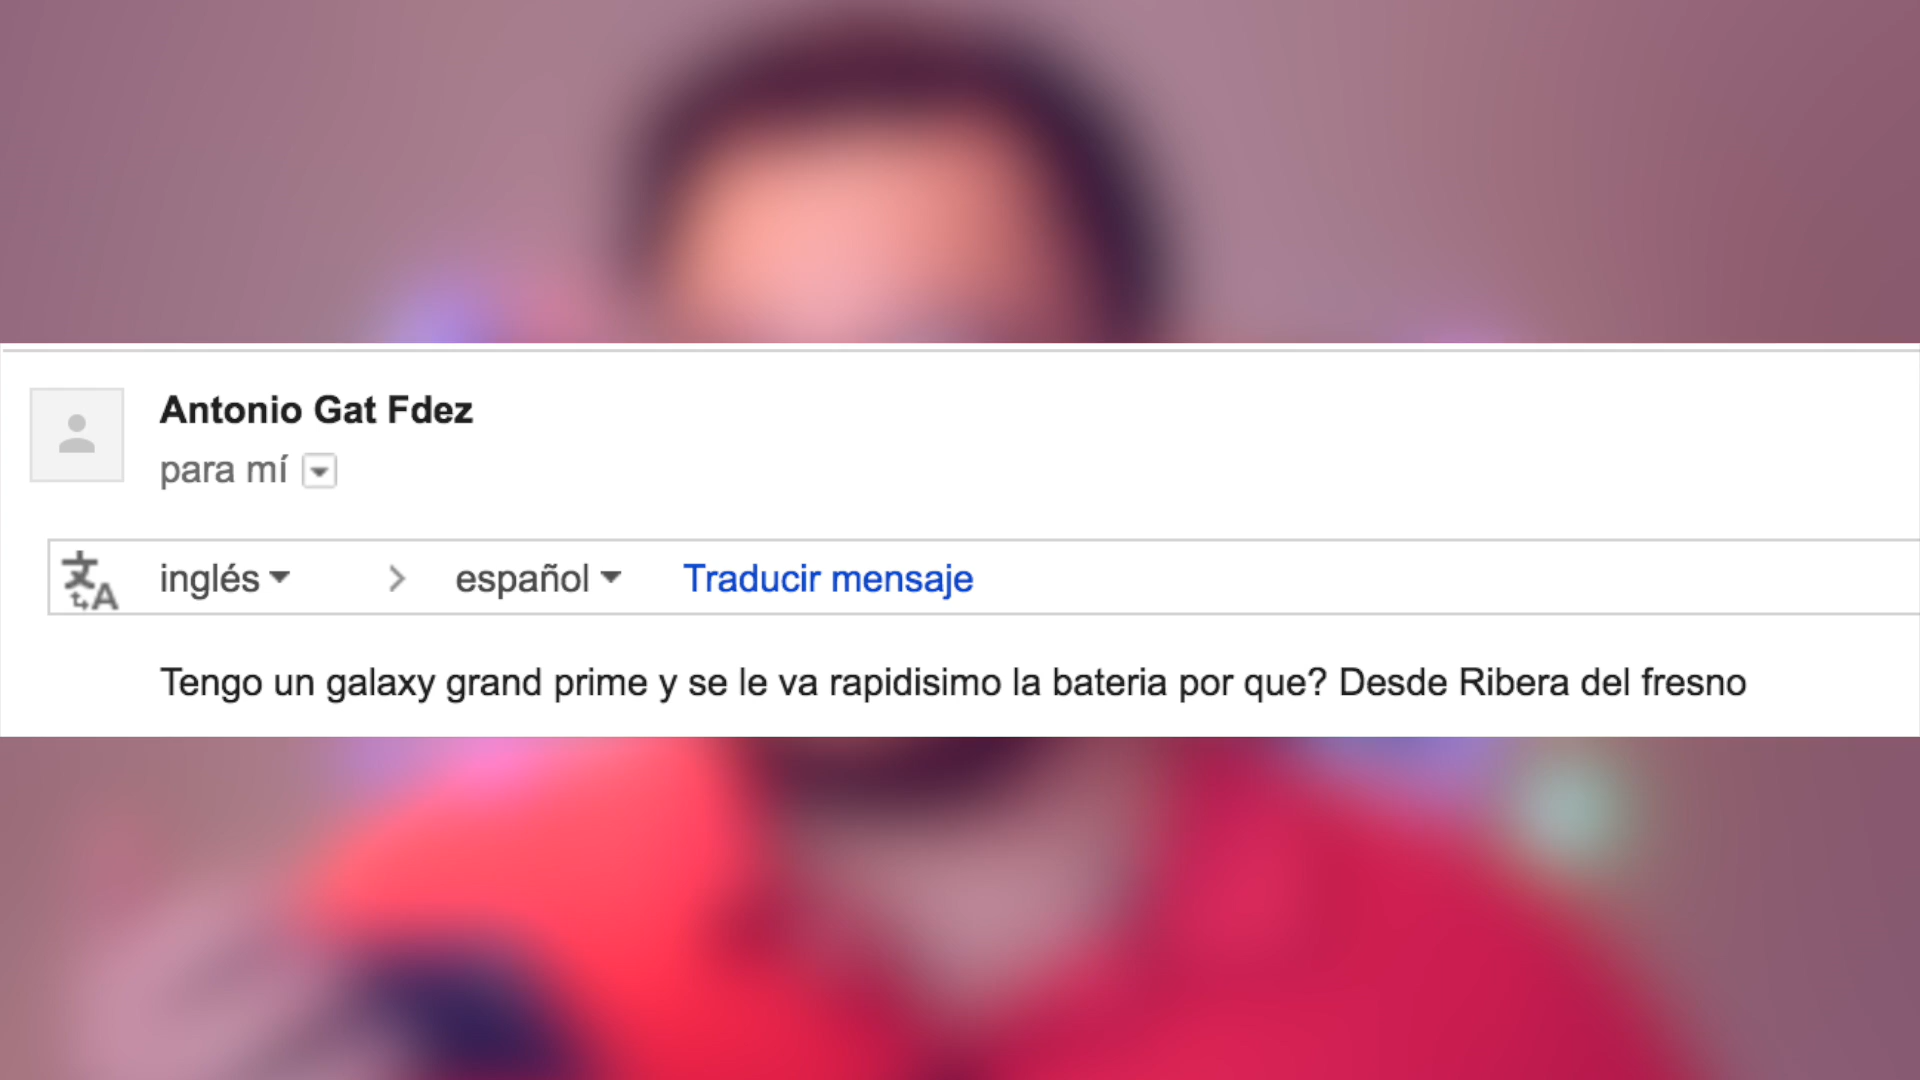 Antonio Gat Fdez
para mí
inglés > español Traducir mensaje
Tengo un galaxy grand prime y se le va rapidisimo la bateria por que? Desde Ribera del fresno